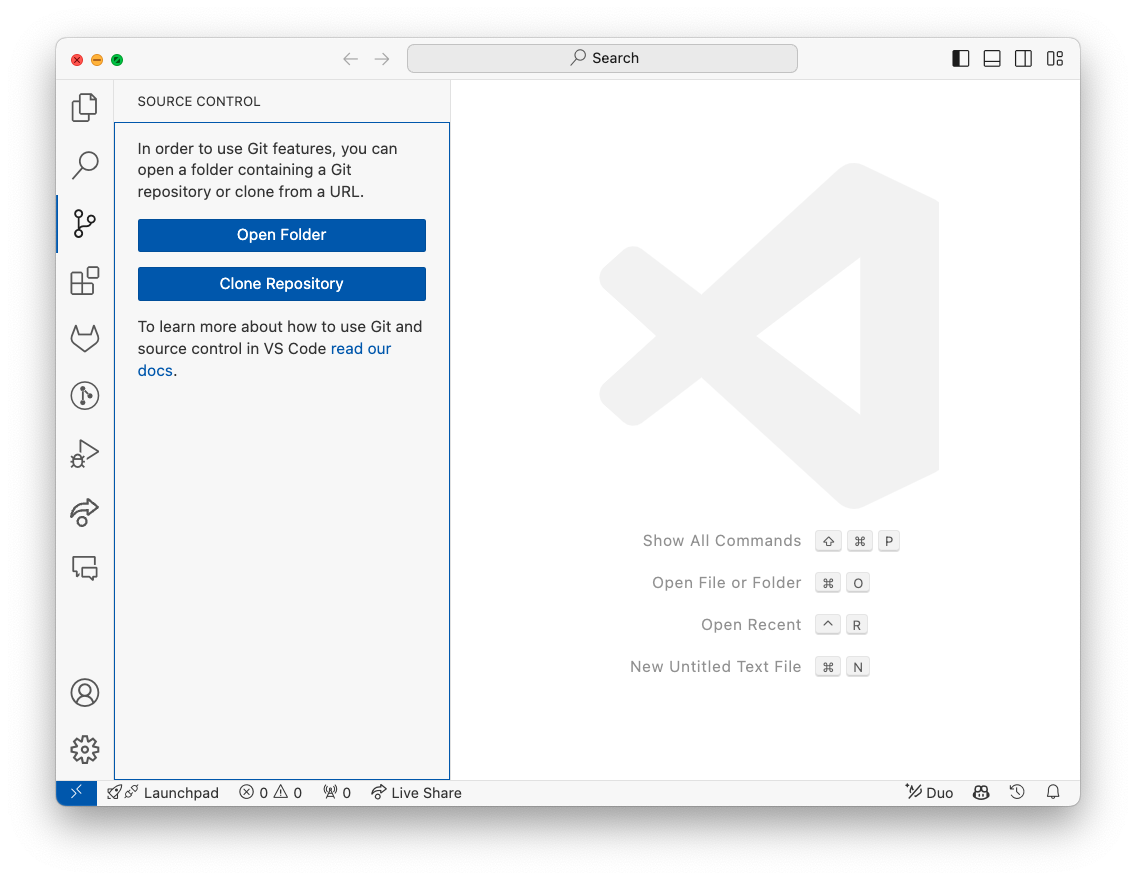 Search
SOURCE CONTROL
In order to use Git features, you can
open a folder containing a Git
repository or clone from a URL.
Open Folder
Clone Repository
To learn more about how to use Git and
source control in VS Code read our
docs.
Show All Commands ⇧ ⌘ P
Open File or Folder ⌘ O
Open Recent ^ R
New Untitled Text File ⌘ N
Launchpad 0 0 0 Live Share Duo